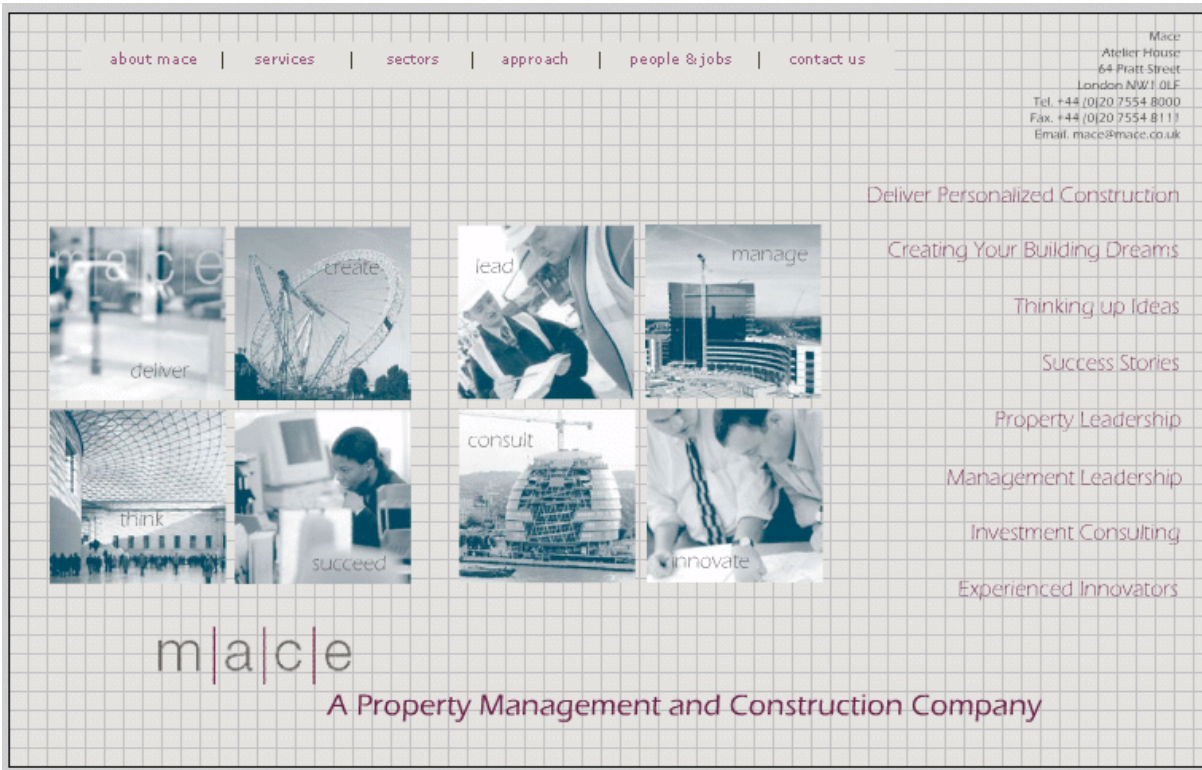 about mace | services | sectors | approach | people & jobs | contact us
Mace
Atelier House
64 Pratt Street
London NW1 0LF
Tel. +44 (0)20 7554 8000
Fax. +44 (0)20 7554 8111
Email. mace@mace.co.uk
Deliver Personalized Construction
Creating Your Building Dreams
Thinking up Ideas
Success Stories
Property Leadership
Management Leadership
Investment Consulting
Experienced Innovators
m|a|c|e
deliver
create
lead
manage
think
succeed
consult
innovate
m|a|c|e
A Property Management and Construction Company